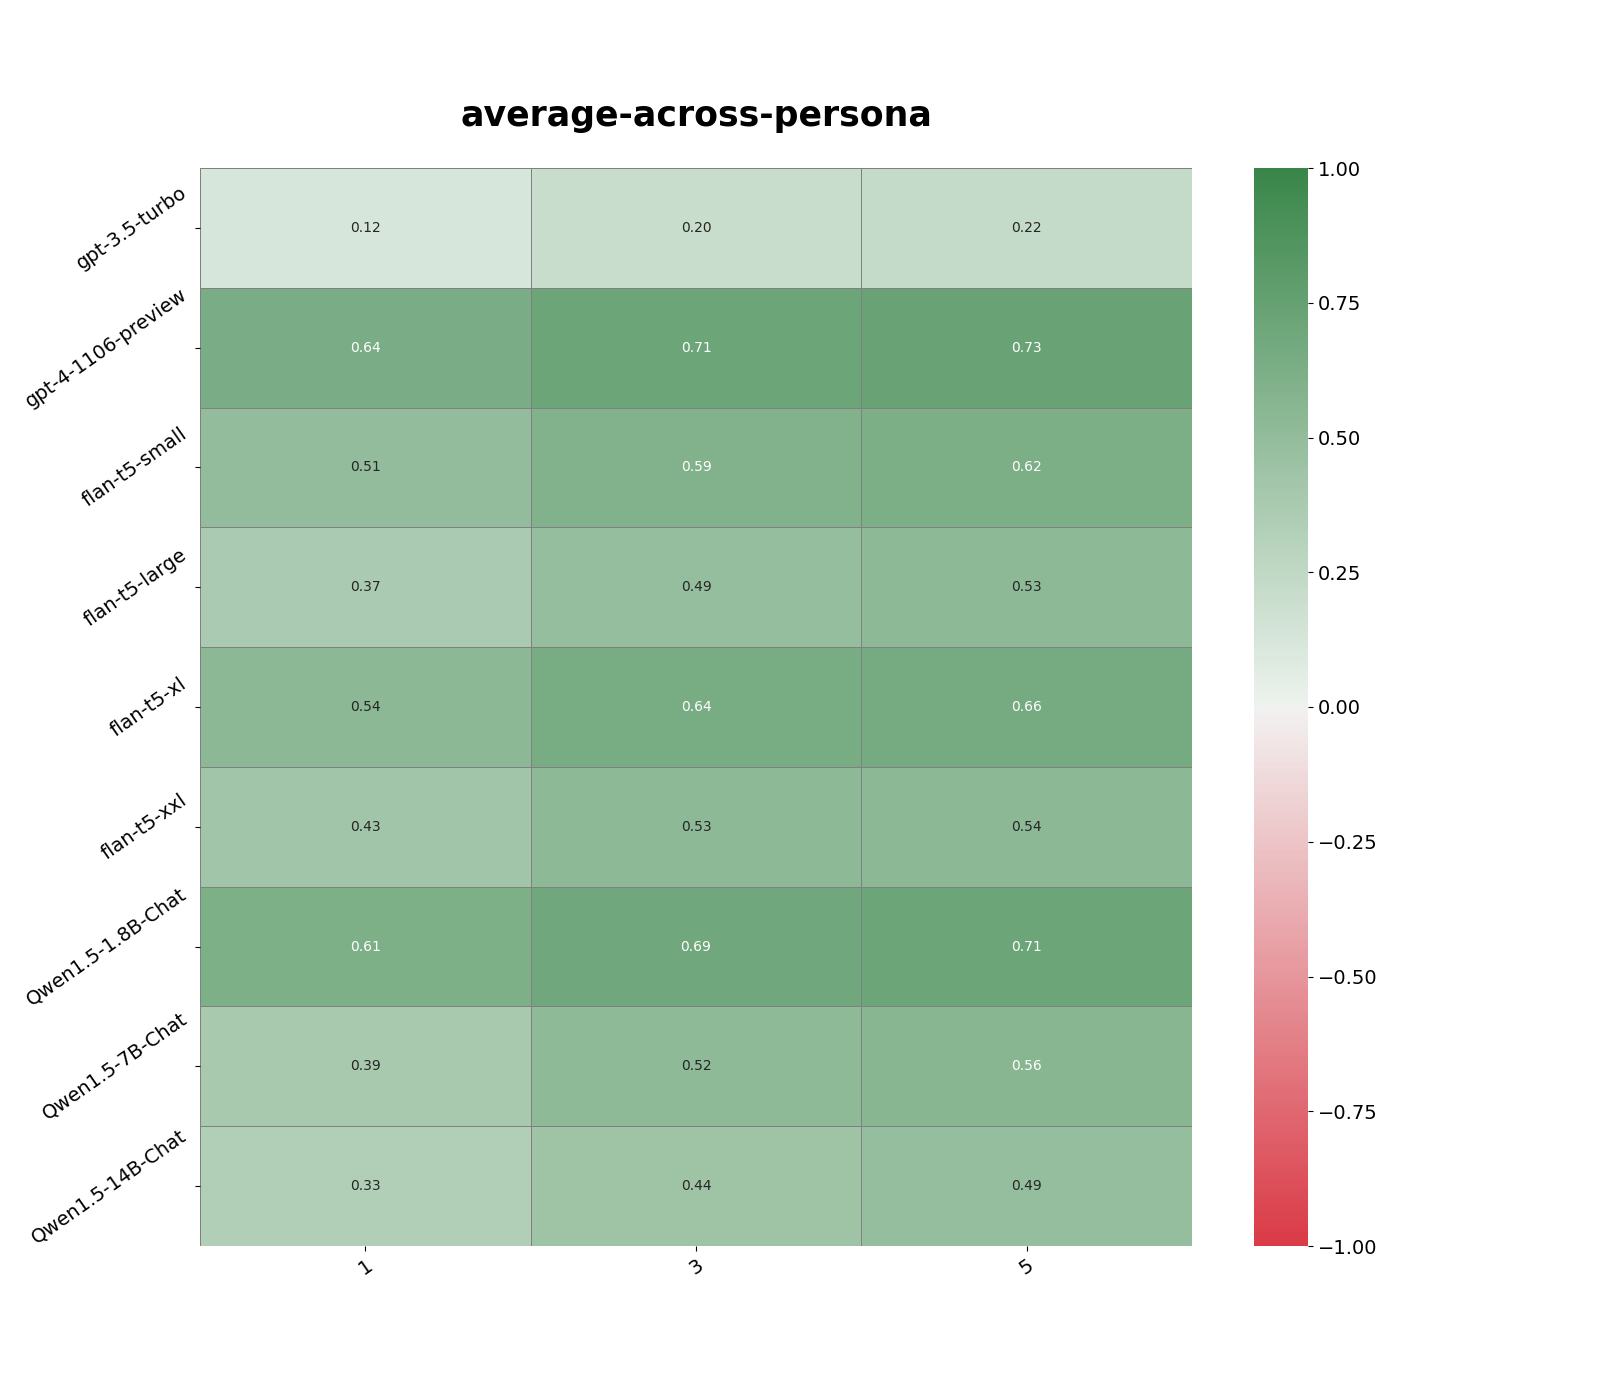 average-across-persona
gpt-3.5-turbo 0.12 0.20 0.22
gpt-4-1106-preview 0.64 0.71 0.73
flan-t5-small 0.51 0.59 0.62
flan-t5-large 0.37 0.49 0.53
flan-t5-xl 0.54 0.64 0.66
flan-t5-xxl 0.43 0.53 0.54
Qwen1.5-1.8B-Chat 0.61 0.69 0.71
Qwen1.5-7B-Chat 0.39 0.52 0.56
Qwen1.5-14B-Chat 0.33 0.44 0.49
1 3 5
1.00
0.75
0.50
0.25
0.00
−0.25
−0.50
−0.75
−1.00